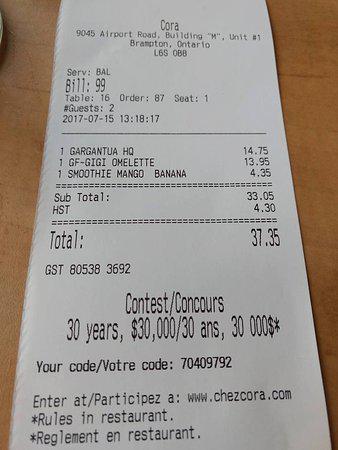 Cora
9045 Airport Road, Building "M", Unit #1
Brampton, Ontario
L6S 0B8
Serv: BAL
Bill: 99
Table: 16 Order: 87 Seat: 1
#Guests: 2
2017-07-15 13:18:17
1 GARGANTUA HQ 14.75
1 GF-GIGI OMELETTE 13.95
1 SMOOTHIE MANGO BANANA 4.35
Sub Total: 33.05
HST 4.30
Total: 37.35
GST 80538 3692
Contest/Concours
30 years, $30,000/30 ans, 30 000$*
Your code/Votre code: 70409792
Enter at/Participez a: www.chezcora.com
*Rules in restaurant.
*Reglement en restaurant.